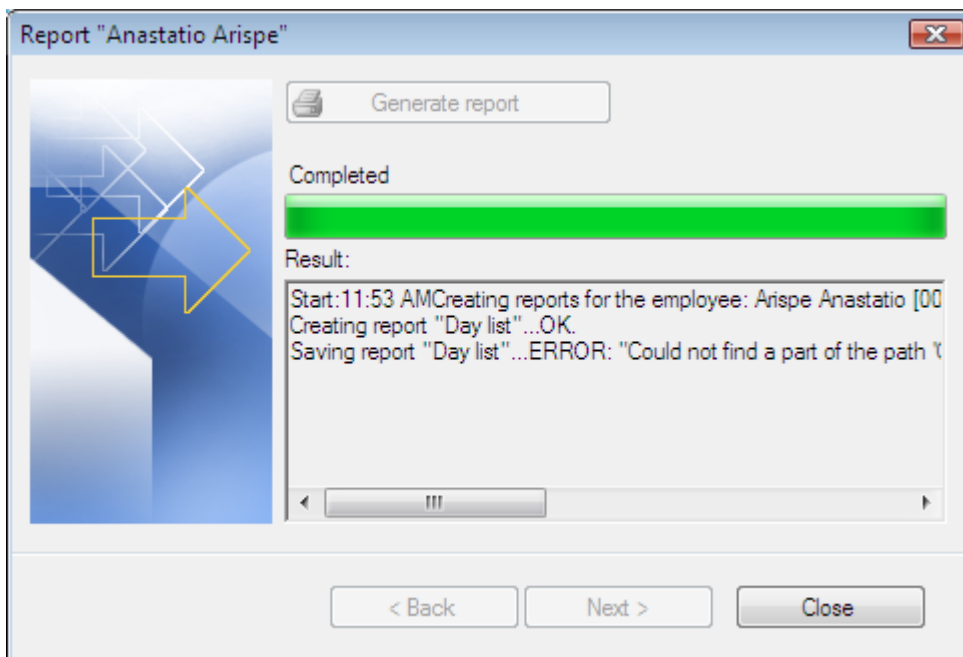 Report "Anastatio Arispe"
Generate report
Completed
Result:
Start:11:53 AMCreating reports for the employee: Arispe Anastatio [00
Creating report "Day list"...OK.
Saving report "Day list"...ERROR: "Could not find a part of the path '
< Back
Next >
Close